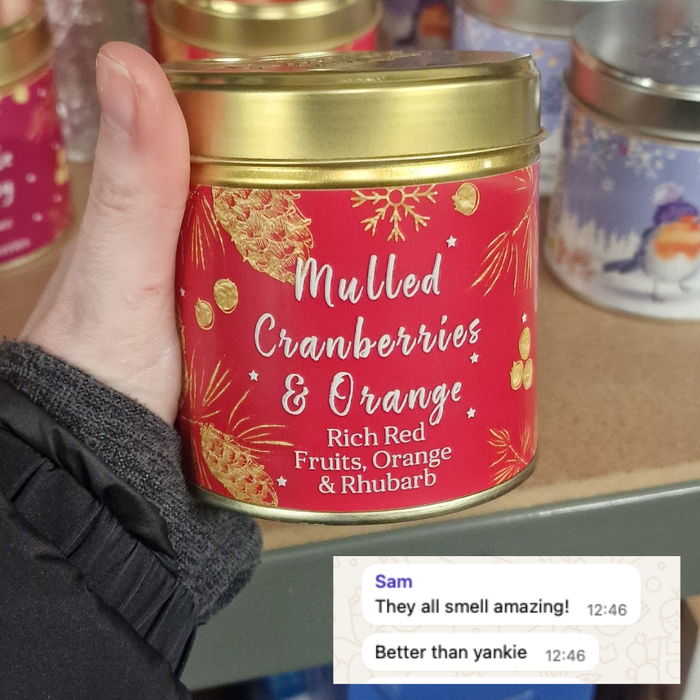 Mulled
Cranberries
& Orange
Rich Red
Fruits, Orange
& Rhubarb
Sam
They all smell amazing! 12:46
Better than yankie 12:46